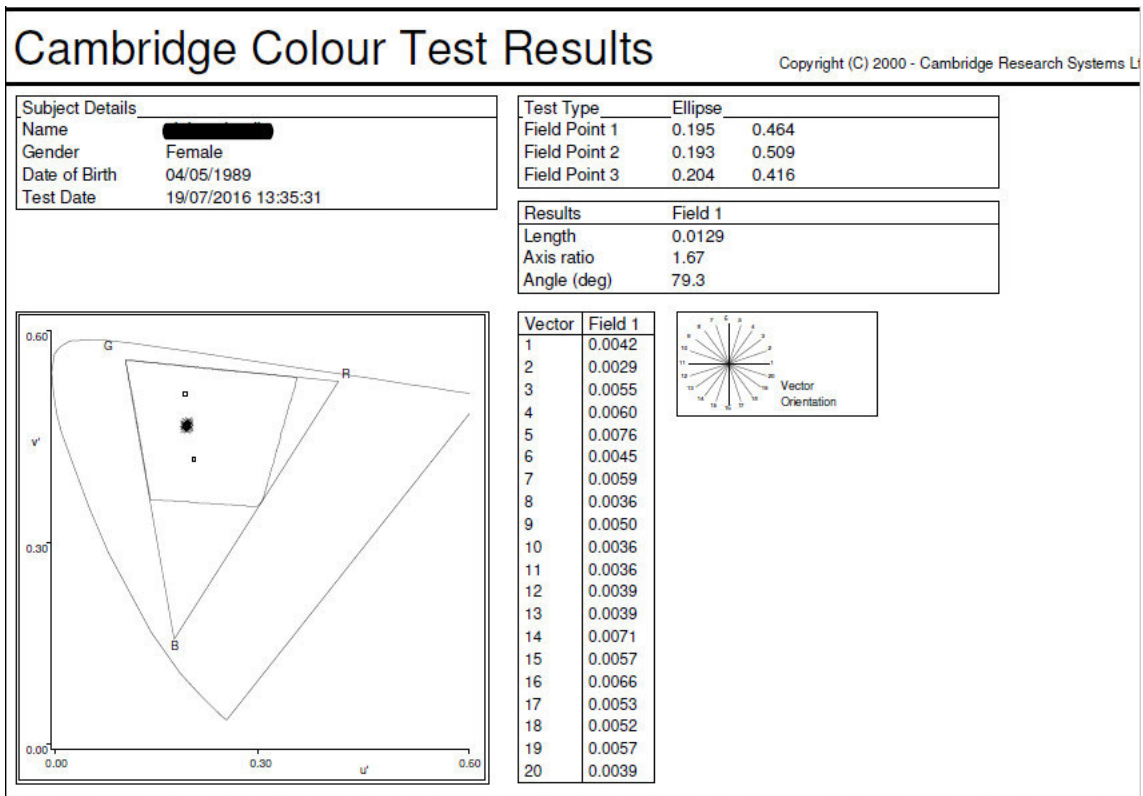 Cambridge Colour Test Results
Copyright (C) 2000 - Cambridge Research Systems
Subject Details
Name
Gender Female
Date of Birth 04/05/1989
Test Date 19/07/2016 13:35:31
Test Type Ellipse
Field Point 1 0.195 0.464
Field Point 2 0.193 0.509
Field Point 3 0.204 0.416
Results Field 1
Length 0.0129
Axis ratio 1.67
Angle (deg) 79.3
0.60
G
R
v'
0.30
B
0.00
0.00 0.30 u' 0.60
Vector Field 1
1 0.0042
2 0.0029
3 0.0055
4 0.0060
5 0.0076
6 0.0045
7 0.0059
8 0.0036
9 0.0050
10 0.0036
11 0.0036
12 0.0039
13 0.0039
14 0.0071
15 0.0057
16 0.0066
17 0.0053
18 0.0052
19 0.0057
20 0.0039
Vector
Orientation